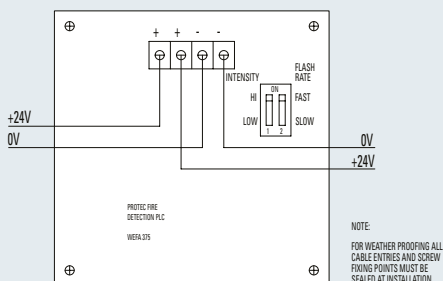 + + - -
INTENSITY
FLASH
RATE
ON
HI
FAST
LOW
SLOW
1 2
+24V
0V
0V
+24V
PROTEC FIRE
DETECTION PLC
WEFA 375
NOTE:
FOR WEATHER PROOFING ALL
CABLE ENTRIES AND SCREW
FIXING POINTS MUST BE
SEALED AT INSTALLATION